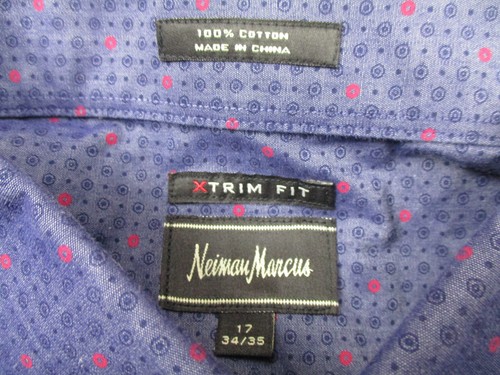 100% COTTON
MADE IN CHINA
XTRIM FIT
Neiman Marcus
17
34/35